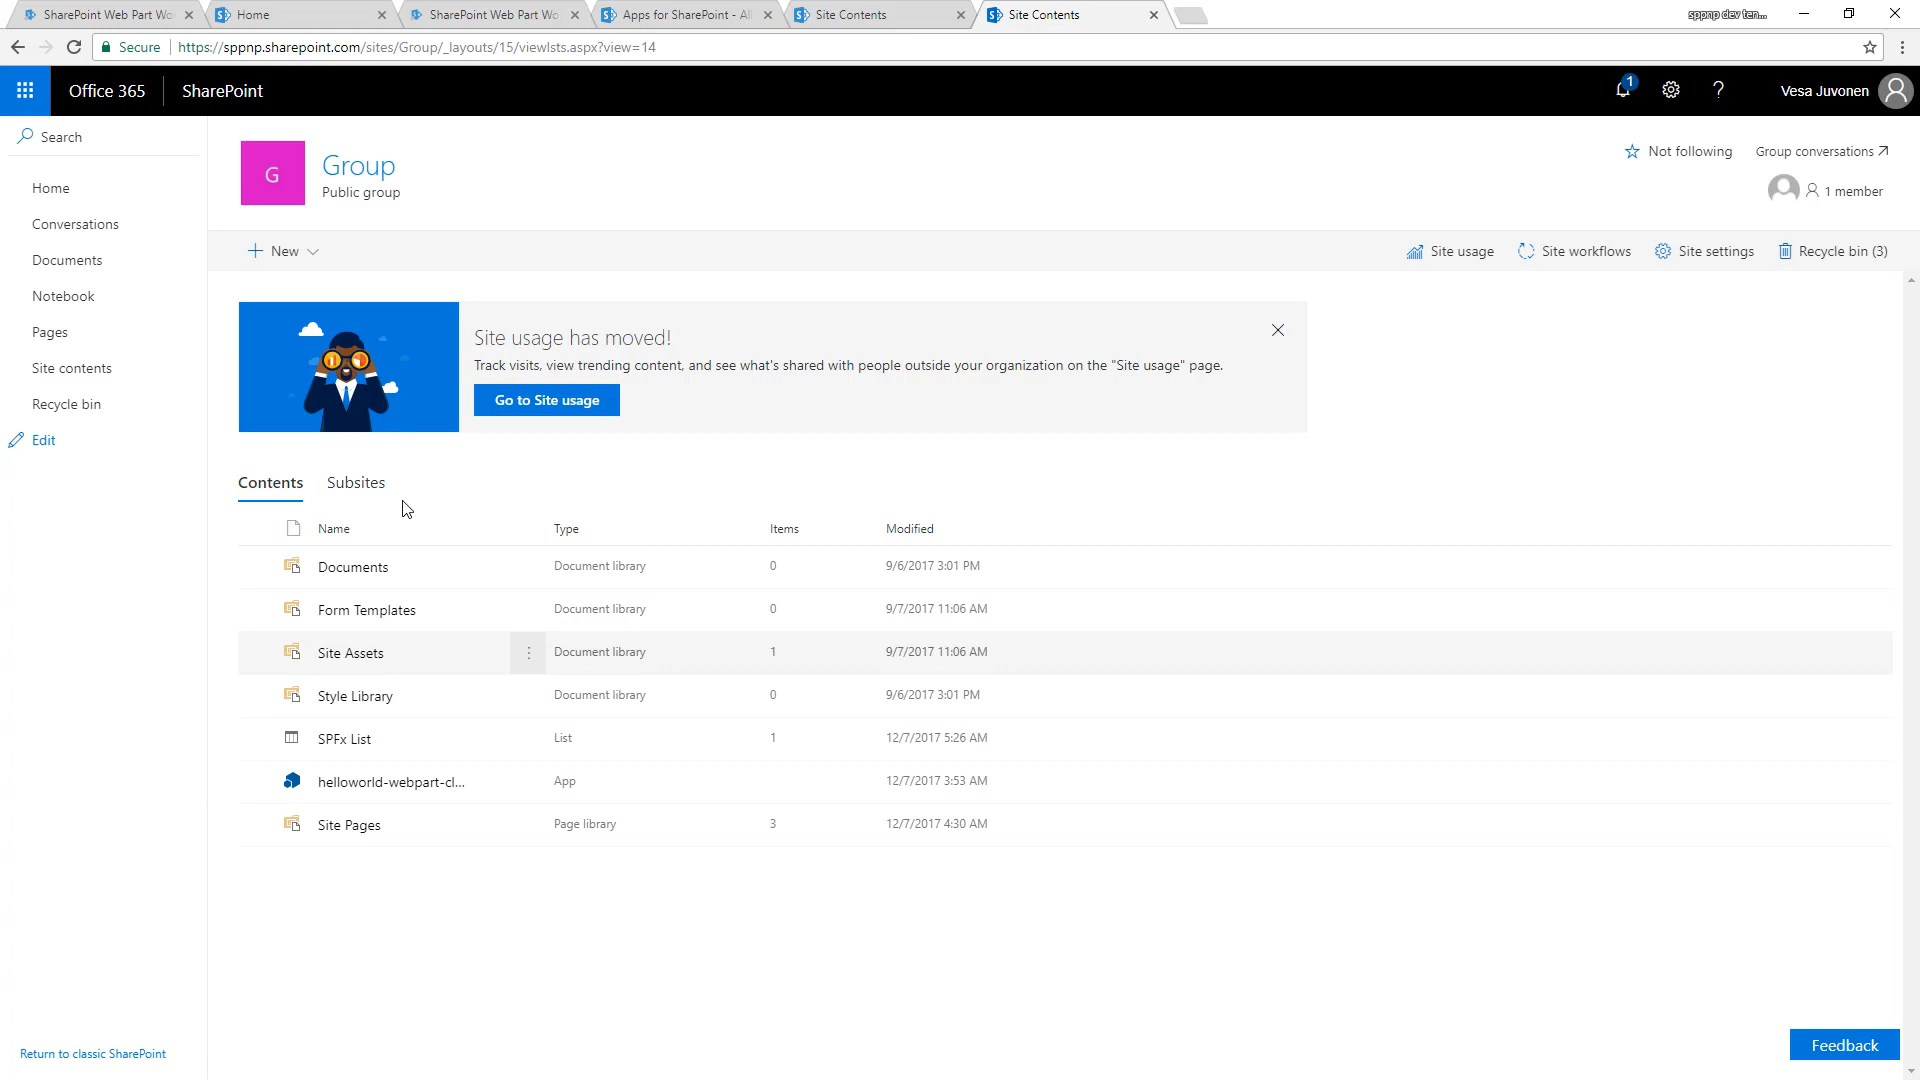 SharePoint Web Part Wo
Home
SharePoint Web Part Wo
Apps for SharePoint - All
Site Contents
Site Contents
sppnp dev ten...
Secure
https://sppnp.sharepoint.com/sites/Group/_layouts/15/viewlsts.aspx?view=14
Office 365
SharePoint
1
?
Vesa Juvonen
Search
Home
Conversations
Documents
Notebook
Pages
Site contents
Recycle bin
Edit
Return to classic SharePoint
G
Group
Public group
Not following
Group conversations
1 member
New
Site usage
Site workflows
Site settings
Recycle bin (3)
Site usage has moved!
Track visits, view trending content, and see what's shared with people outside your organization on the "Site usage" page.
Go to Site usage
Contents
Subsites
Name Type Items Modified
Documents Document library 0 9/6/2017 3:01 PM
Form Templates Document library 0 9/7/2017 11:06 AM
Site Assets Document library 1 9/7/2017 11:06 AM
Style Library Document library 0 9/6/2017 3:01 PM
SPFx List List 1 12/7/2017 5:26 AM
helloworld-webpart-cl... App 12/7/2017 3:53 AM
Site Pages Page library 3 12/7/2017 4:30 AM
Feedback